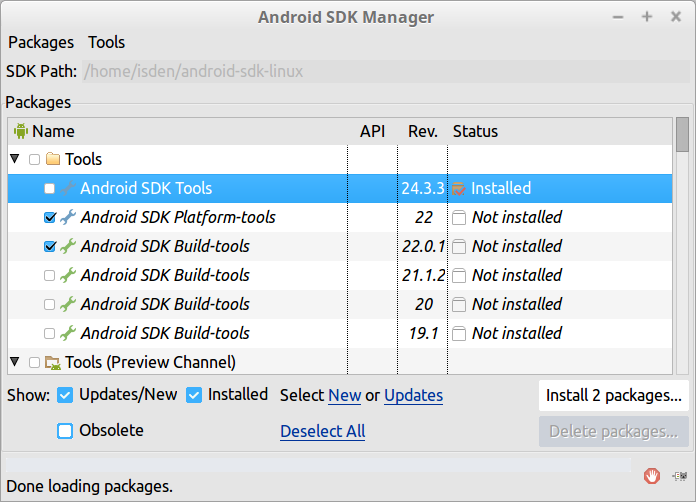 Android SDK Manager
Packages Tools
SDK Path: /home/isden/android-sdk-linux
Packages
Name API Rev. Status
Tools
Android SDK Tools 24.3.3 Installed
Android SDK Platform-tools 22 Not installed
Android SDK Build-tools 22.0.1 Not installed
Android SDK Build-tools 21.1.2 Not installed
Android SDK Build-tools 20 Not installed
Android SDK Build-tools 19.1 Not installed
Tools (Preview Channel)
Show: Updates/New Installed Select New or Updates Install 2 packages...
Obsolete Deselect All Delete packages...
Done loading packages.